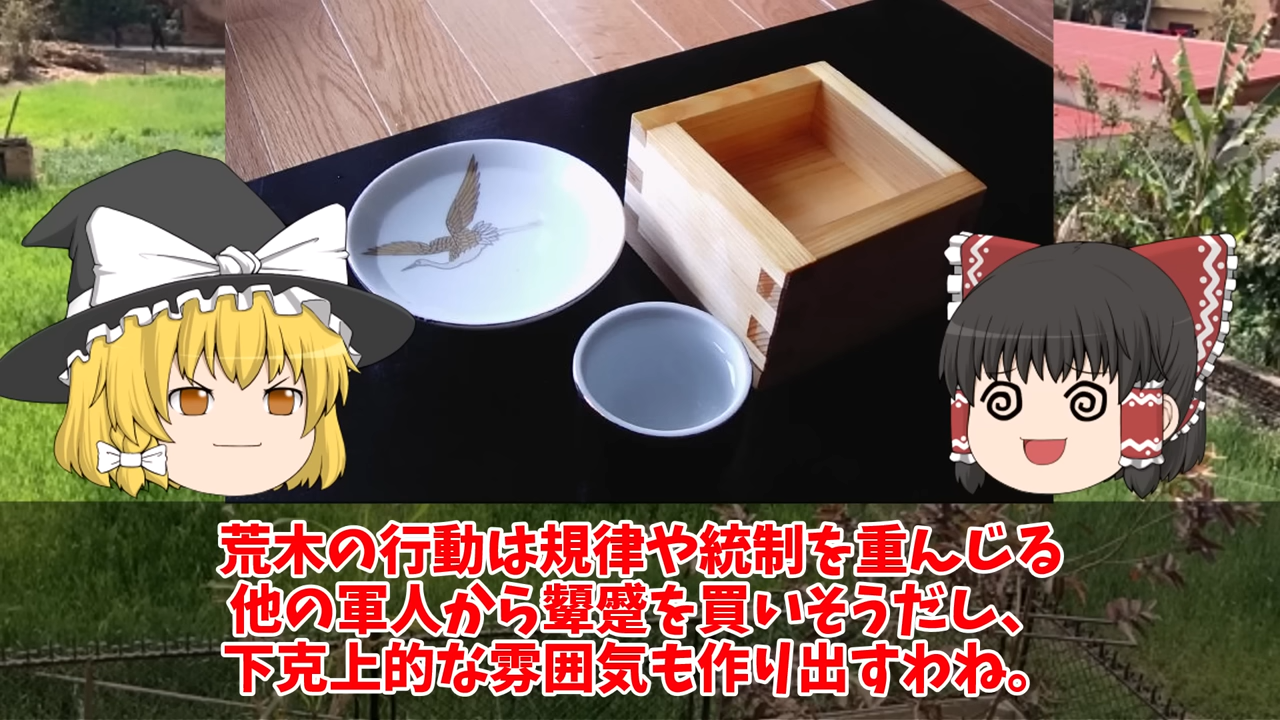 荒木の行動は規律や統制を重んじる
他の軍人から顰蹙を買いそうだし、
下克上的な雰囲気も作り出すわね。